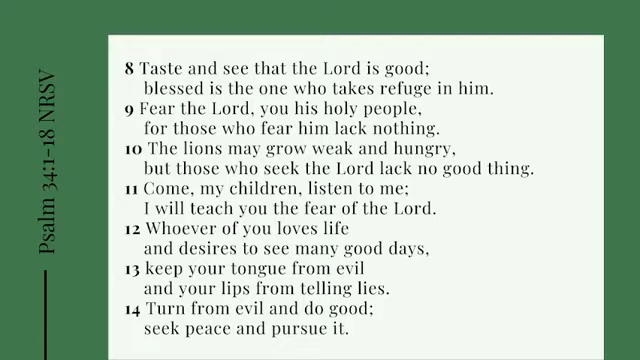 Psalm 34:1-18 NRSV
8 Taste and see that the Lord is good;
blessed is the one who takes refuge in him.
9 Fear the Lord, you his holy people,
for those who fear him lack nothing.
10 The lions may grow weak and hungry,
but those who seek the Lord lack no good thing.
11 Come, my children, listen to me;
I will teach you the fear of the Lord.
12 Whoever of you loves life
and desires to see many good days,
13 keep your tongue from evil
and your lips from telling lies.
14 Turn from evil and do good;
seek peace and pursue it.